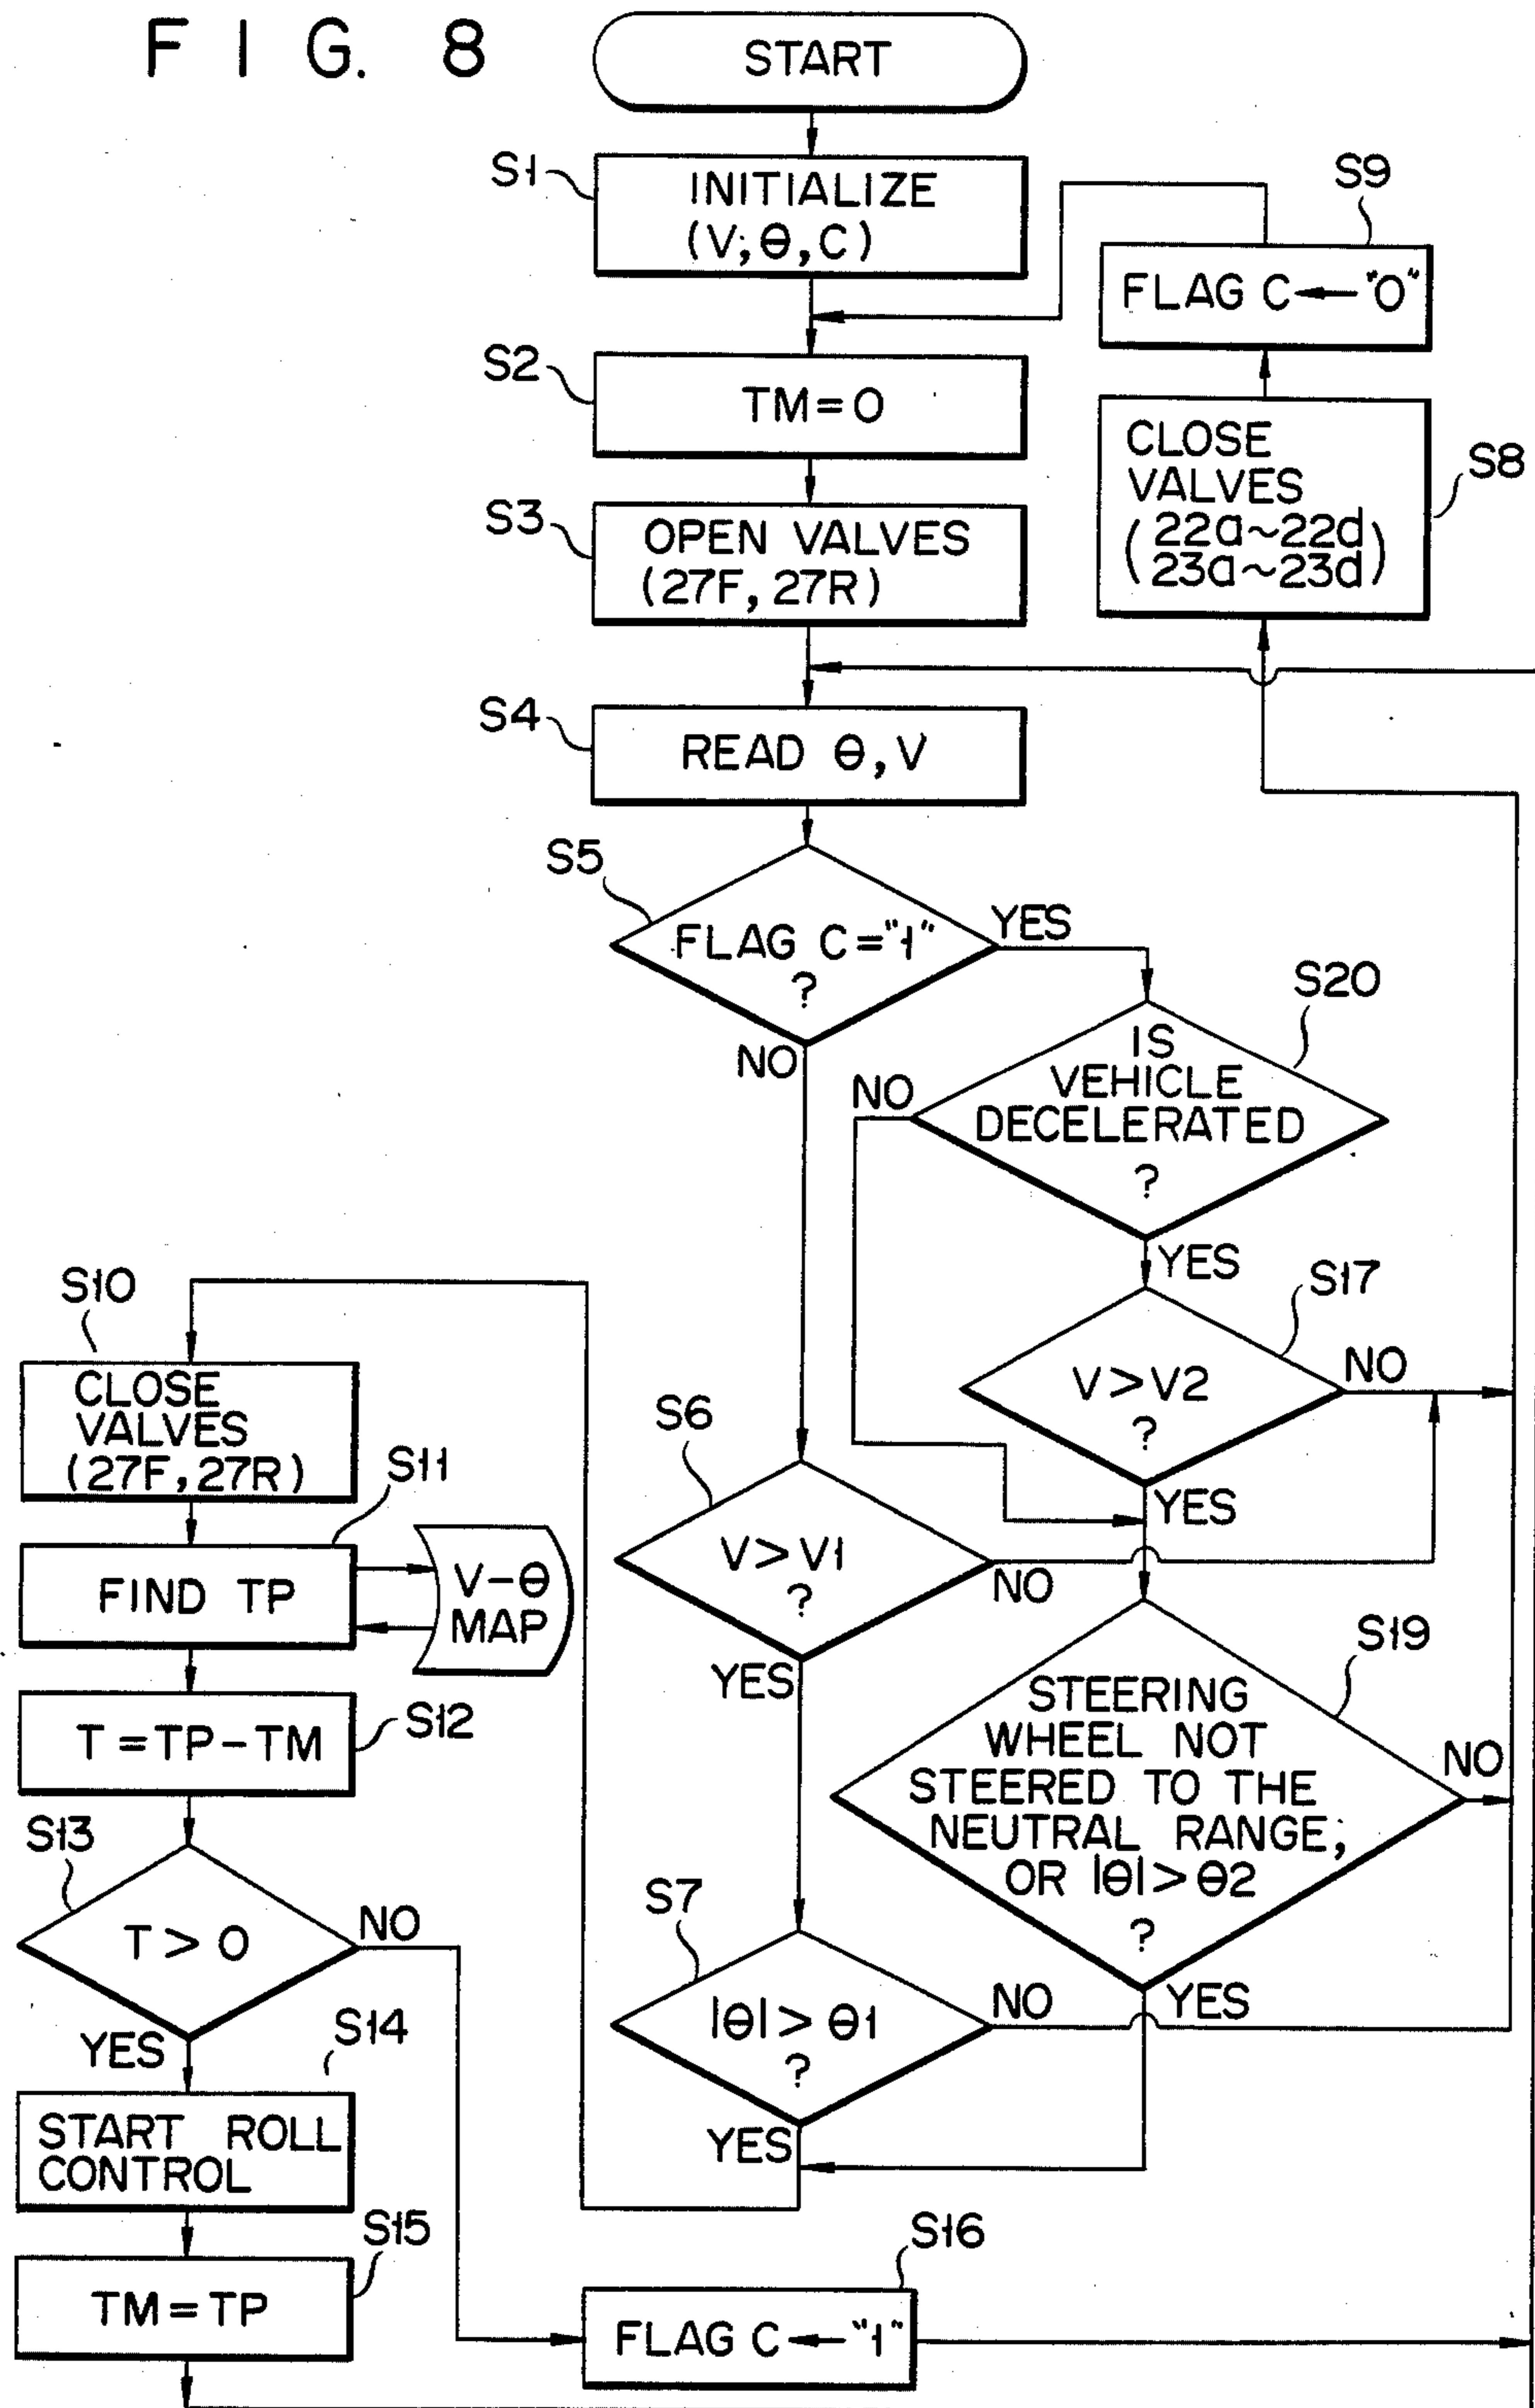 FIG. 8
START
S1
INITIALIZE
(V, θ, C)
S9
FLAG C ← "0"
S2
TM = 0
CLOSE
VALVES
(22a~22d
23a~23d)
S8
S3
OPEN VALVES
(27F, 27R)
S4
READ θ, V
S5
FLAG C = "1"
?
YES
NO
S20
IS
VEHICLE
DECELERATED
?
NO
YES
S17
V > V2
?
NO
YES
S10
CLOSE
VALVES
(27F, 27R)
S6
V > V1
?
NO
YES
S11
FIND TP
V-θ
MAP
S12
T = TP - TM
S19
STEERING
WHEEL NOT
STEERED TO THE
NEUTRAL RANGE,
OR |θ| > θ2
?
NO
YES
S13
T > 0
NO
YES
S7
|θ| > θ1
?
NO
YES
S14
START ROLL
CONTROL
S15
TM = TP
S16
FLAG C ← "1"